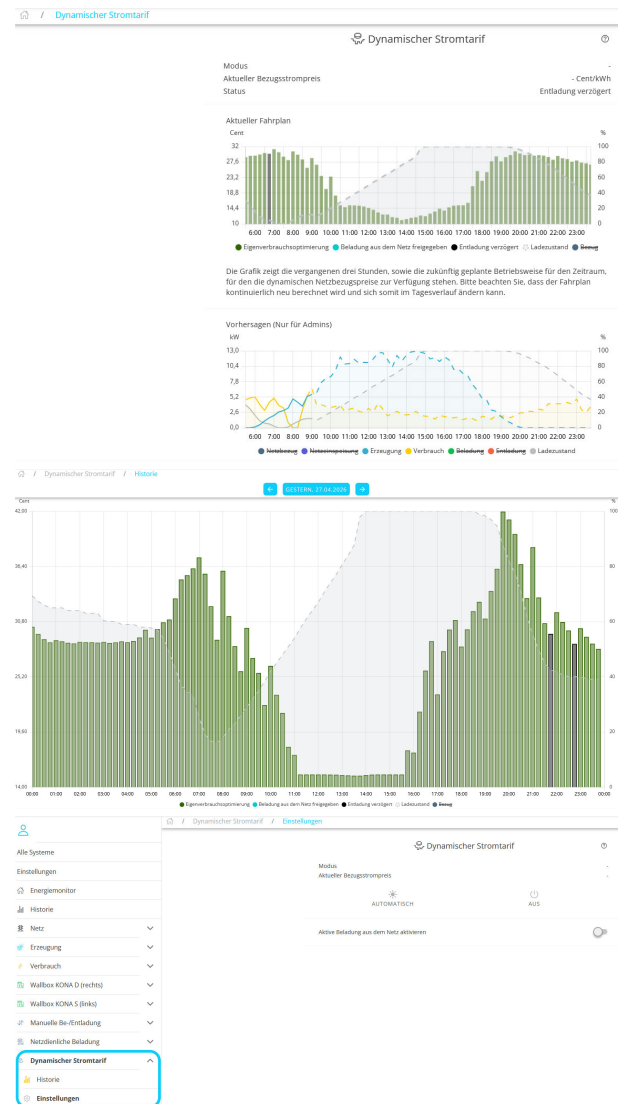 / Dynamischer Stromtarif
Dynamischer Stromtarif
Modus -
Aktueller Bezugsstrompreis - Cent/kWh
Status Entladung verzögert
Aktueller Fahrplan
Cent %
32 100
27,6 80
23,2 60
18,8 40
14,4 20
10 0
6:00 7:00 8:00 9:00 10:00 11:00 12:00 13:00 14:00 15:00 16:00 17:00 18:00 19:00 20:00 21:00 22:00 23:00
Eigenverbrauchsoptimierung Beladung aus dem Netz freigegeben Entladung verzögert Ladezustand Bezug
Die Grafik zeigt die vergangenen drei Stunden, sowie die zukünftig geplante Betriebsweise für den Zeitraum,
für den die dynamischen Netzbezugspreise zur Verfügung stehen. Bitte beachten Sie, dass der Fahrplan
kontinuierlich neu berechnet wird und sich somit im Tagesverlauf ändern kann.
Vorhersagen (Nur für Admins)
kW %
13,0 100
10,4 80
7,8 60
5,2 40
2,6 20
0,0 0
6:00 7:00 8:00 9:00 10:00 11:00 12:00 13:00 14:00 15:00 16:00 17:00 18:00 19:00 20:00 21:00 22:00 23:00
Netzbezug Netzeinspeisung Erzeugung Verbrauch Beladung Entladung Ladezustand
/ Dynamischer Stromtarif / Historie
← GESTERN, 27.04.2026 →
Cent %
42,00 100
36,40 80
30,80 60
25,20 40
19,60 20
14,00 0
00:00 01:00 02:00 03:00 04:00 05:00 06:00 07:00 08:00 09:00 10:00 11:00 12:00 13:00 14:00 15:00 16:00 17:00 18:00 19:00 20:00 21:00 22:00 23:00 00:00
Eigenverbrauchsoptimierung Beladung aus dem Netz freigegeben Entladung verzögert Ladezustand Bezug
/ Dynamischer Stromtarif / Einstellungen
Alle Systeme
Einstellungen
Energiemonitor
Historie
Netz
Erzeugung
Verbrauch
Wallbox KONA D (rechts)
Wallbox KONA S (links)
Manuelle Be-/Entladung
Netzdienliche Beladung
Dynamischer Stromtarif
Historie
Einstellungen
Dynamischer Stromtarif
Modus -
Aktueller Bezugsstrompreis -
AUTOMATISCH AUS
Aktive Beladung aus dem Netz aktivieren